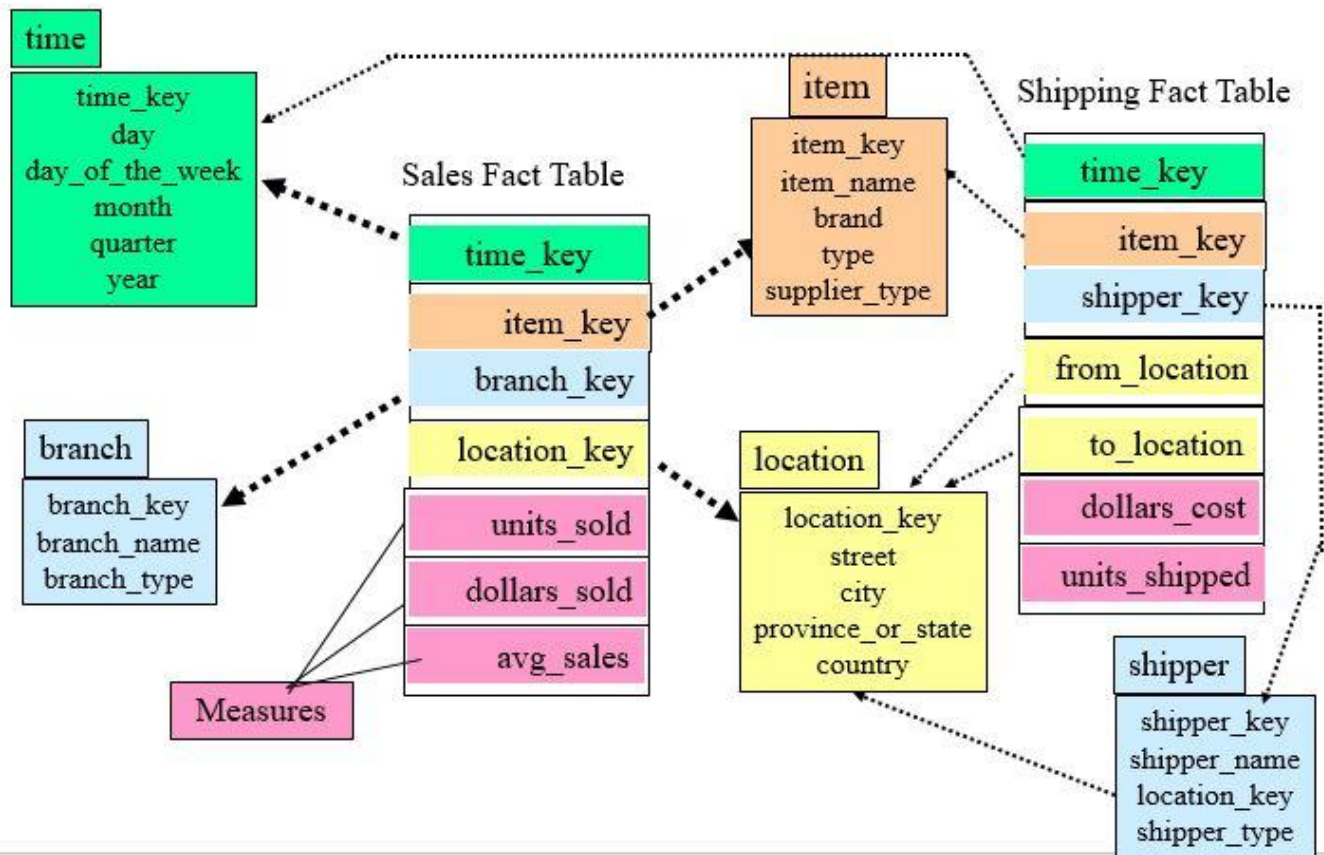 time
time_key
day
day_of_the_week
month
quarter
year
Sales Fact Table
time_key
item_key
branch_key
location_key
units_sold
dollars_sold
avg_sales
Measures
branch
branch_key
branch_name
branch_type
item
item_key
item_name
brand
type
supplier_type
location
location_key
street
city
province_or_state
country
Shipping Fact Table
time_key
item_key
shipper_key
from_location
to_location
dollars_cost
units_shipped
shipper
shipper_key
shipper_name
location_key
shipper_type